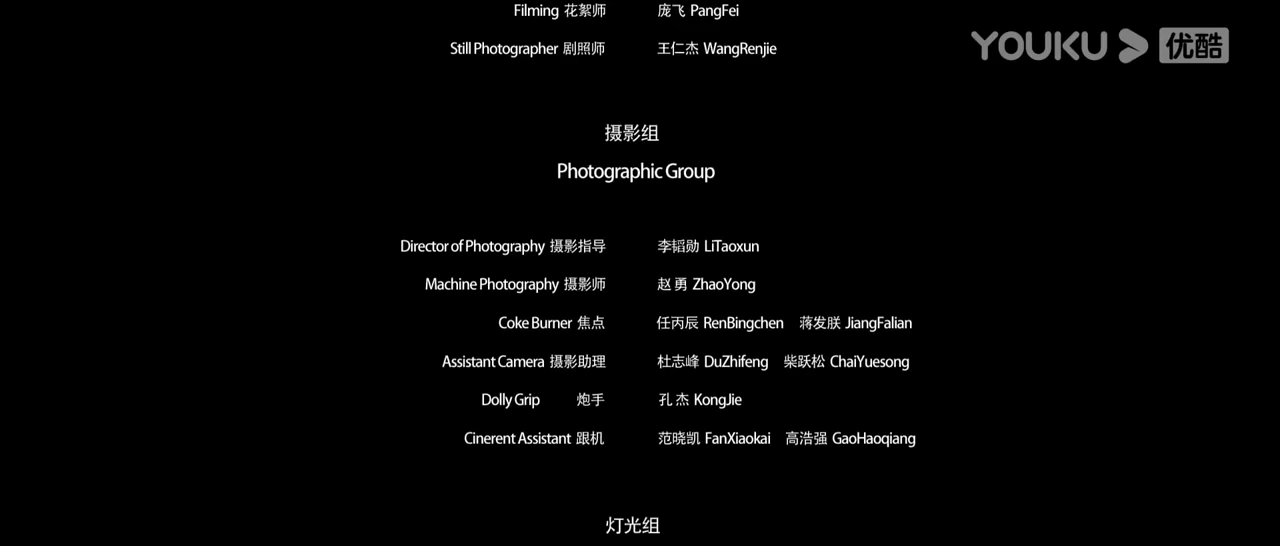 Filming 花絮师 庞飞 PangFei
Still Photographer 剧照师 王仁杰 WangRenjie
YOUKU 优酷
摄影组
Photographic Group
Director of Photography 摄影指导 李韬勋 LiTaoxun
Machine Photography 摄影师 赵 勇 ZhaoYong
Coke Burner 焦点 任丙辰 RenBingchen 蒋发朕 JiangFalian
Assistant Camera 摄影助理 杜志峰 DuZhifeng 柴跃松 ChaiYuesong
Dolly Grip 炮手 孔 杰 KongJie
Cinerent Assistant 跟机 范晓凯 FanXiaokai 高浩强 GaoHaoqiang
灯光组